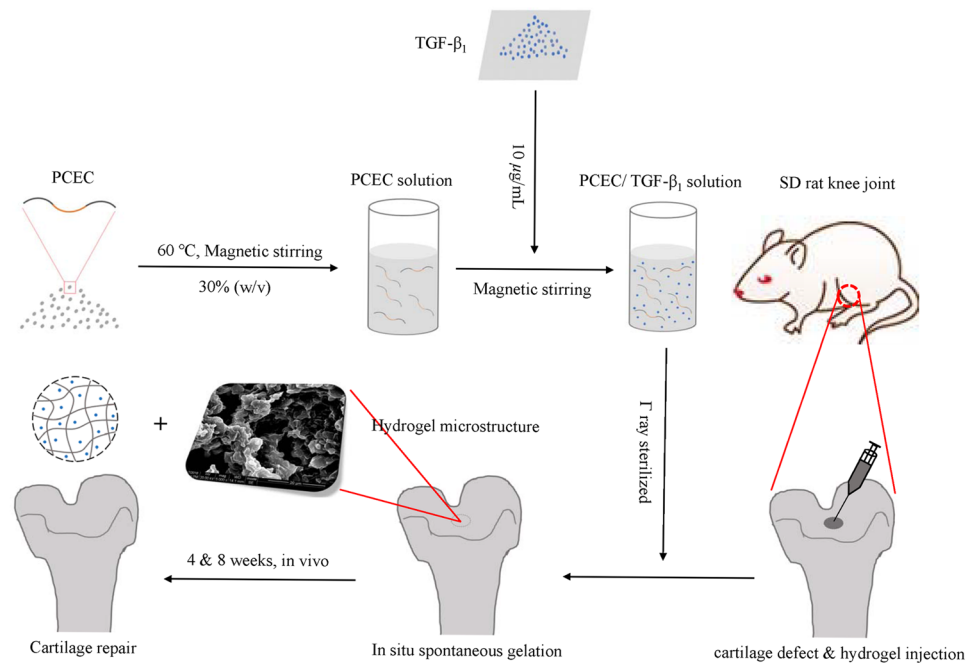 TGF-β₁
10 μg/mL
PCEC
PCEC solution
PCEC/ TGF-β₁ solution
SD rat knee joint
60 ℃, Magnetic stirring
30% (w/v)
Magnetic stirring
Γ ray sterilized
+
Hydrogel microstructure
4 & 8 weeks, in vivo
Cartilage repair
In situ spontaneous gelation
cartilage defect & hydrogel injection